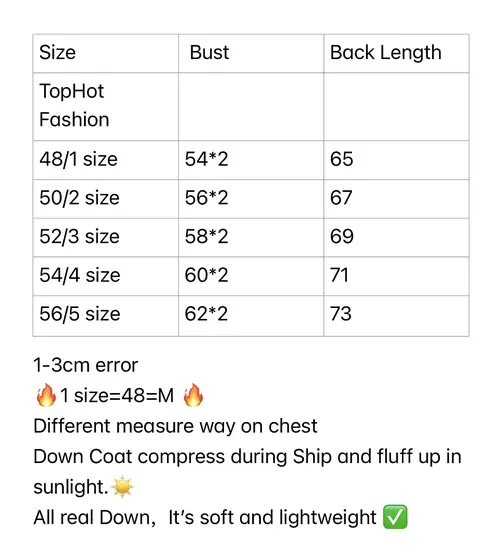 Size Bust Back Length
TopHot
Fashion
48/1 size 54*2 65
50/2 size 56*2 67
52/3 size 58*2 69
54/4 size 60*2 71
56/5 size 62*2 73
1-3cm error
🔥1 size=48=M 🔥
Different measure way on chest
Down Coat compress during Ship and fluff up in
sunlight.☀️
All real Down,It's soft and lightweight ✅